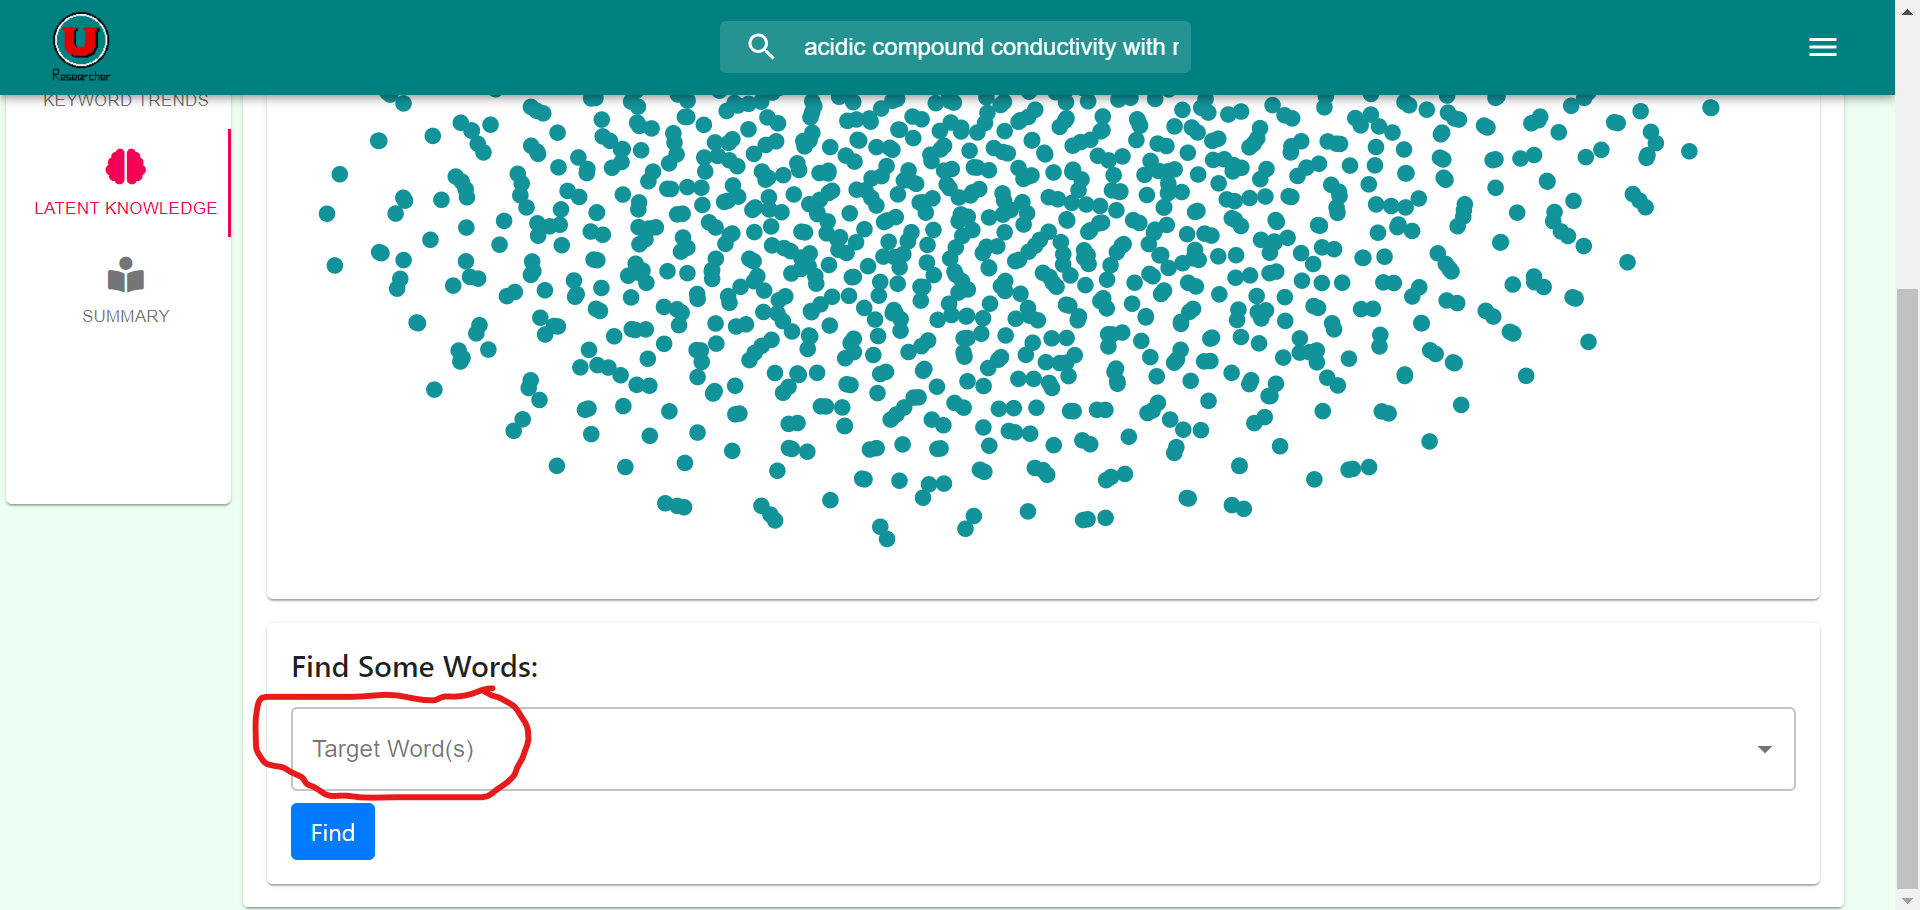 U
Researcher
acidic compound conductivity with r
KEYWORD TRENDS
LATENT KNOWLEDGE
SUMMARY
Find Some Words:
Target Word(s)
Find